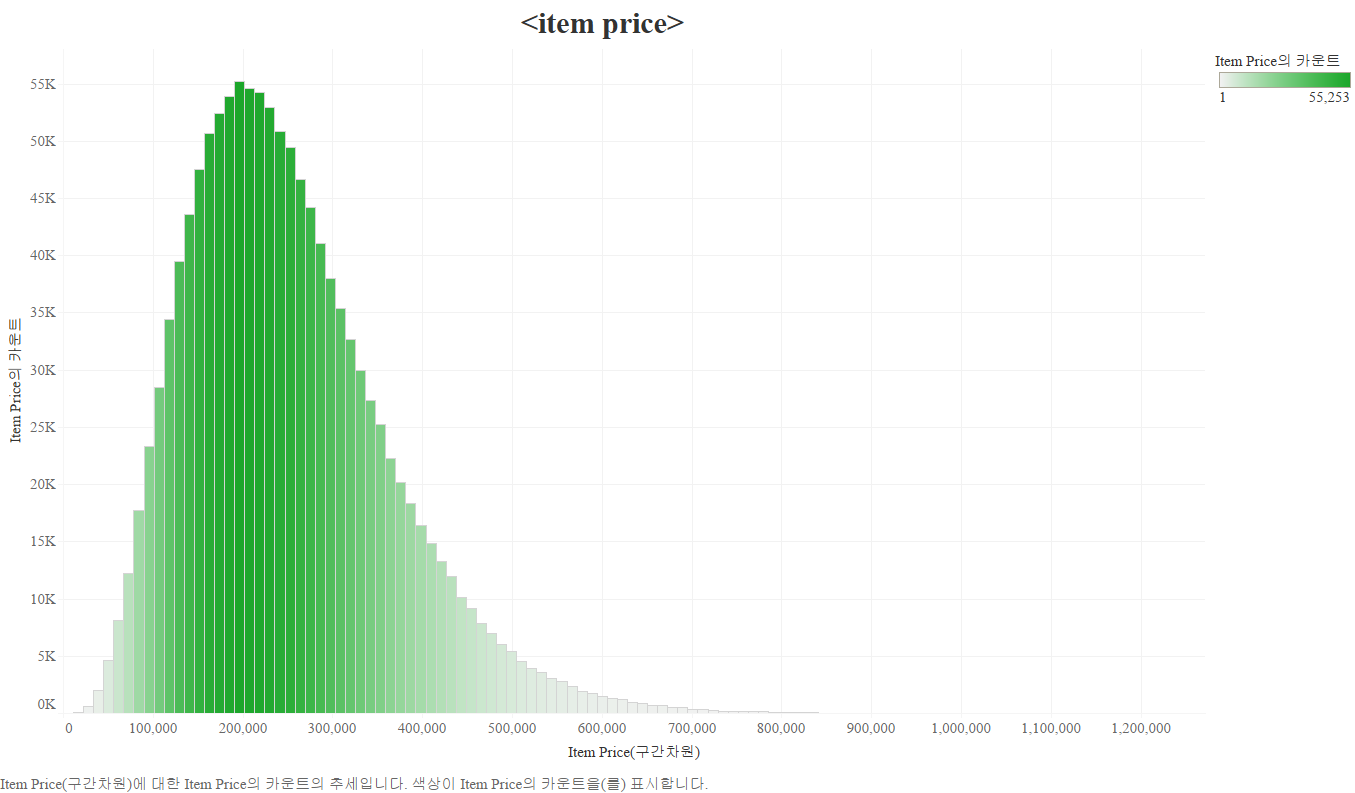 <item price>
Item Price의 카운트
1 55,253
55K
50K
45K
40K
35K
30K
25K
20K
15K
10K
5K
0K
Item Price의 카운트
0 100,000 200,000 300,000 400,000 500,000 600,000 700,000 800,000 900,000 1,000,000 1,100,000 1,200,000
Item Price(구간차원)
Item Price(구간차원)에 대한 Item Price의 카운트의 추세입니다. 색상이 Item Price의 카운트을(를) 표시합니다.